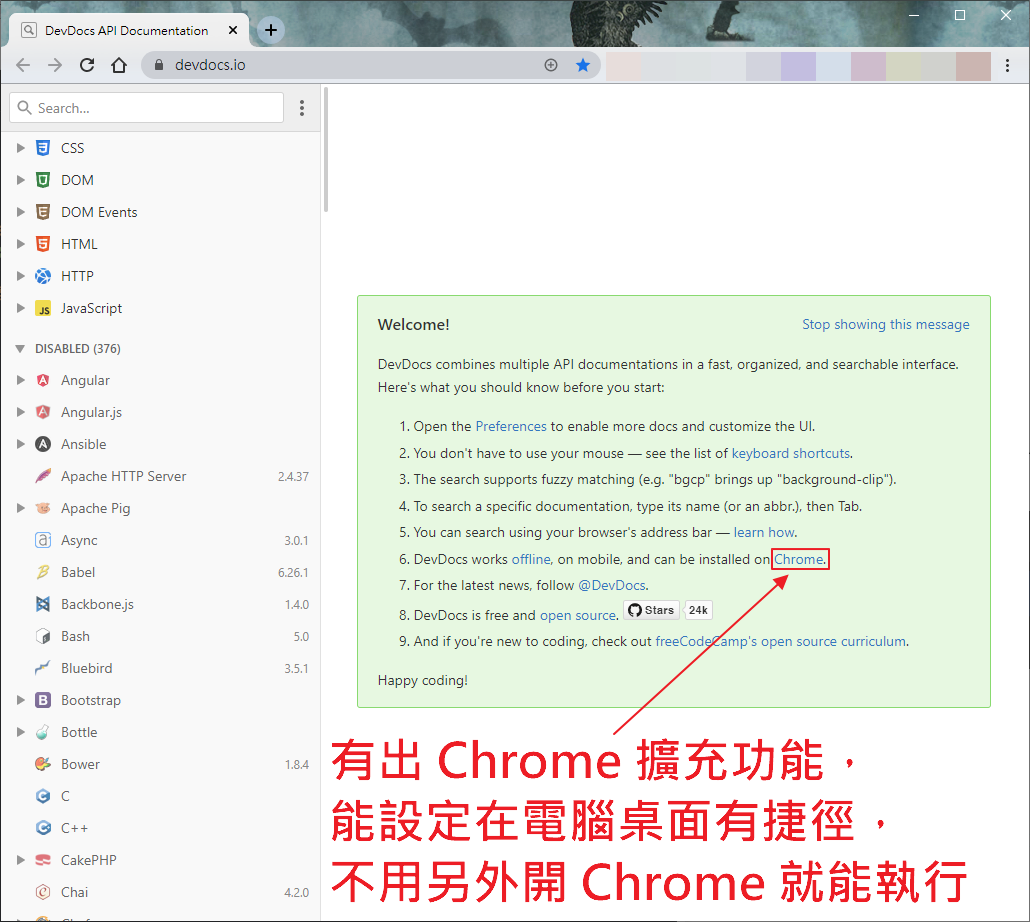 DevDocs API Documentation
devdocs.io
Search...
CSS
DOM
DOM Events
HTML
HTTP
JavaScript
DISABLED (376)
Angular
Angular.js
Ansible
Apache HTTP Server 2.4.37
Apache Pig
Async 3.0.1
Babel 6.26.1
Backbone.js 1.4.0
Bash 5.0
Bluebird 3.5.1
Bootstrap
Bottle
Bower 1.8.4
C
C++
CakePHP
Chai 4.2.0
Welcome! Stop showing this message
DevDocs combines multiple API documentations in a fast, organized, and searchable interface.
Here's what you should know before you start:
1. Open the Preferences to enable more docs and customize the UI.
2. You don't have to use your mouse — see the list of keyboard shortcuts.
3. The search supports fuzzy matching (e.g. "bgcp" brings up "background-clip").
4. To search a specific documentation, type its name (or an abbr.), then Tab.
5. You can search using your browser's address bar — learn how.
6. DevDocs works offline, on mobile, and can be installed on Chrome.
7. For the latest news, follow @DevDocs.
8. DevDocs is free and open source. Stars 24k
9. And if you're new to coding, check out freeCodeCamp's open source curriculum.
Happy coding!
有出 Chrome 擴充功能，
能設定在電腦桌面有捷徑，
不用另外開 Chrome 就能執行